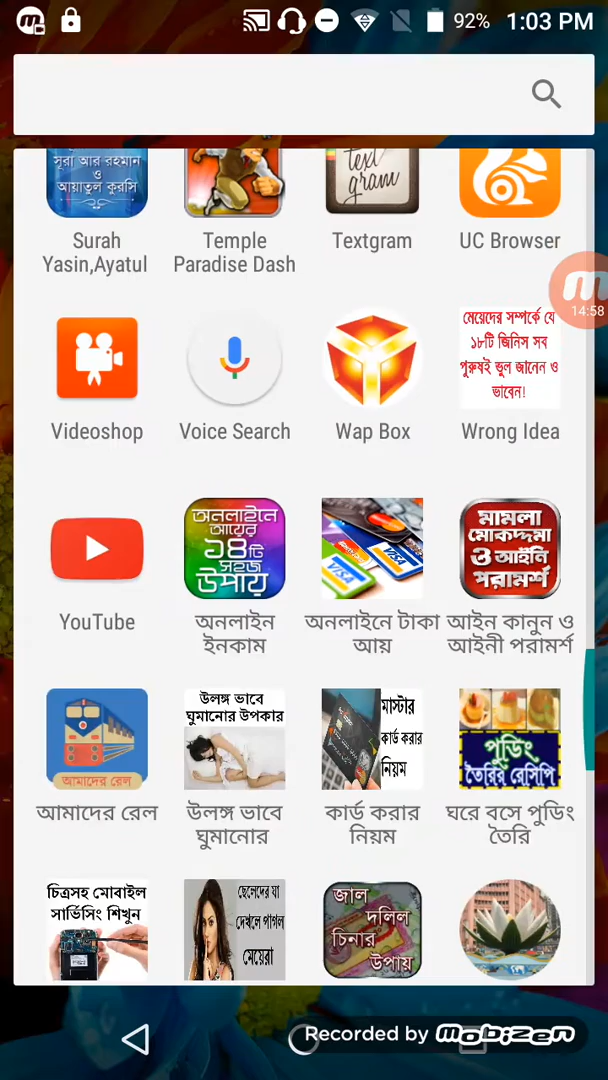 92% 1:03 PM
সূরা আর রহমান
ও
আয়াতুল কুরসি
text
gram
Surah
Yasin,Ayatul
Temple
Paradise Dash
Textgram
UC Browser
14:58
মেয়েদের সম্পর্কে যে
১৮টি জিনিস সব
পুরুষই ভুল জানেন ও
ভাবেন!
Videoshop
Voice Search
Wap Box
Wrong Idea
অনলাইনে
আয়ের
১৪টি
সহজ
উপায়
VISA
VISA
মামলা
মোকদ্দমা
ও আইনি
পরামর্শ
YouTube
অনলাইন
ইনকাম
অনলাইনে টাকা
আয়
আইন কানুন ও
আইনী পরামর্শ
আমাদের রেল
উলঙ্গ ভাবে
ঘুমানোর উপকার
মাস্টার
কার্ড করার
নিয়ম
পুডিং
তৈরির রেসিপি
আমাদের রেল
উলঙ্গ ভাবে
ঘুমানোর
কার্ড করার
নিয়ম
ঘরে বসে পুডিং
তৈরি
চিত্রসহ মোবাইল
সার্ভিসিং শিখুন
ছেলেদের যা
দেখলে পাগল
মেয়েরা
জাল
দলিল
চিনার
উপায়
Recorded by mobizen